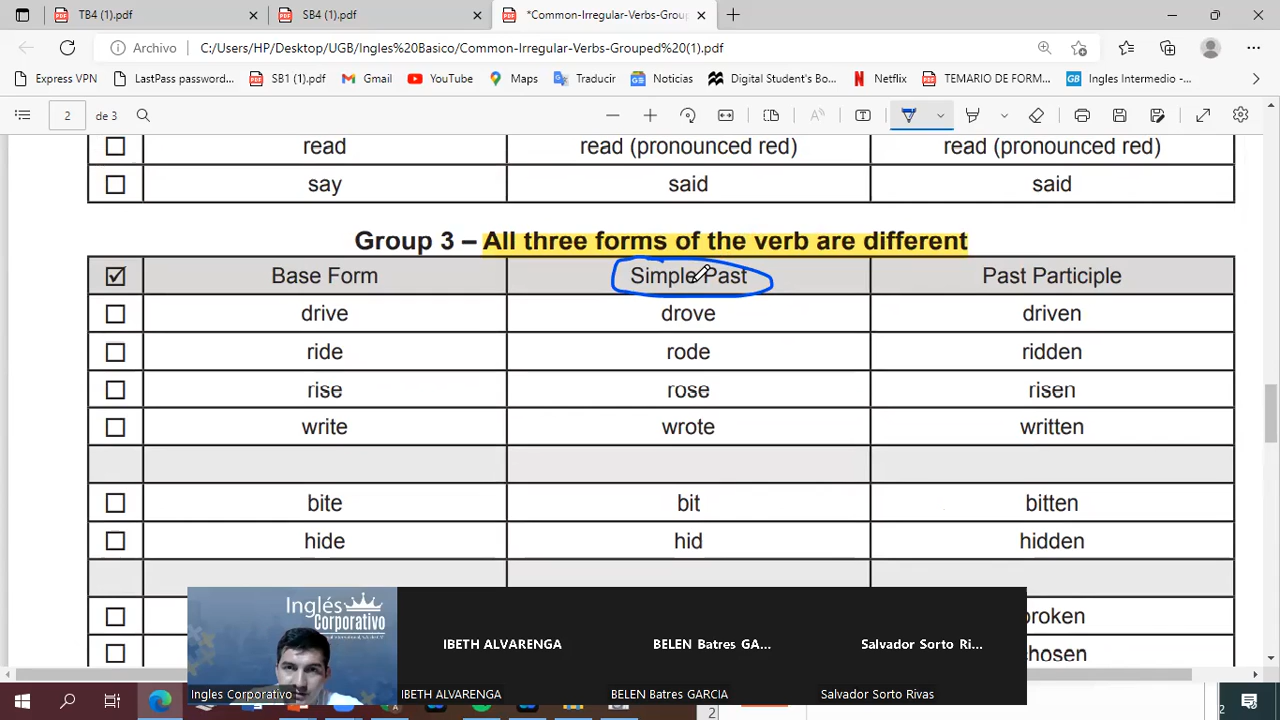 TB4 (1).pdf
SB4 (1).pdf
*Common-Irregular-Verbs-Grou
Archivo
C:/Users/HP/Desktop/UGB/Ingles%20Basico/Common-Irregular-Verbs-Grouped%20(1).pdf
Express VPN
LastPass password...
SB1 (1).pdf
Gmail
YouTube
Maps
Traducir
Noticias
Digital Student's Bo...
Netflix
TEMARIO DE FORM...
Ingles Intermedio -...
2 de 3
read read (pronounced red) read (pronounced red)
say said said
Group 3 – All three forms of the verb are different
Base Form Simple Past Past Participle
drive drove driven
ride rode ridden
rise rose risen
write wrote written
bite bit bitten
hide hid hidden
broken
chosen
Inglés
Corporativo
IBETH ALVARENGA
BELEN Batres GA...
Salvador Sorto Ri...
Ingles Corporativo
IBETH ALVARENGA
BELEN Batres GARCIA
Salvador Sorto Rivas
2
2